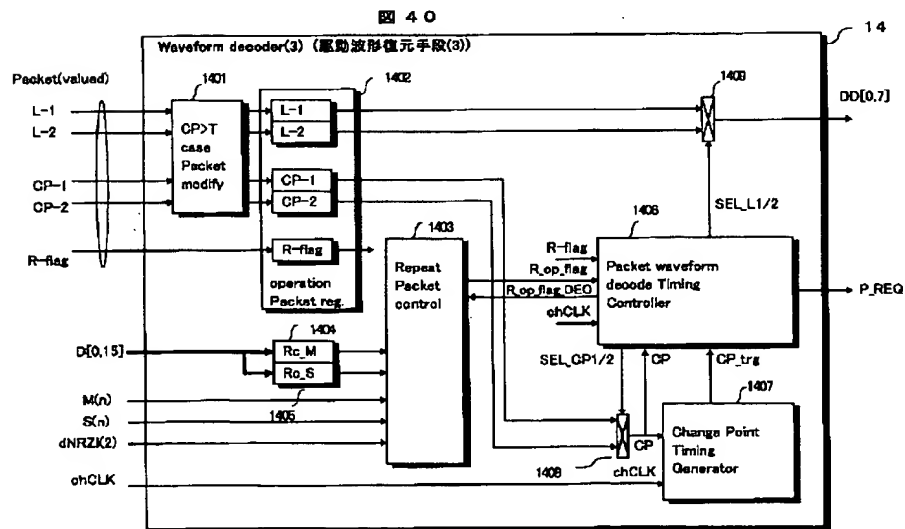 図 40
14
Waveform decoder(3) (駆動波形復元手段(3))
Packet(valued)
1401
1402
1409
L-1
L-2
CP-1
CP-2
R-flag
CP>T
case
Packet
modify
L-1
L-2
CP-1
CP-2
R-flag
operation
Packet reg.
DD[0,7]
SEL_L1/2
1403
Repeat
Packet
control
1406
R-flag
R_op_flag
R_op_flag_DEO
chCLK
Packet waveform
decode Timing
Controller
P_REQ
1404
D[0,15]
Rc_M
Rc_S
1405
M(n)
S(n)
dNRZI(2)
chCLK
SEL_CP1/2
CP
CP_trg
1407
CP
1408
chCLK
Change Point
Timing
Generator